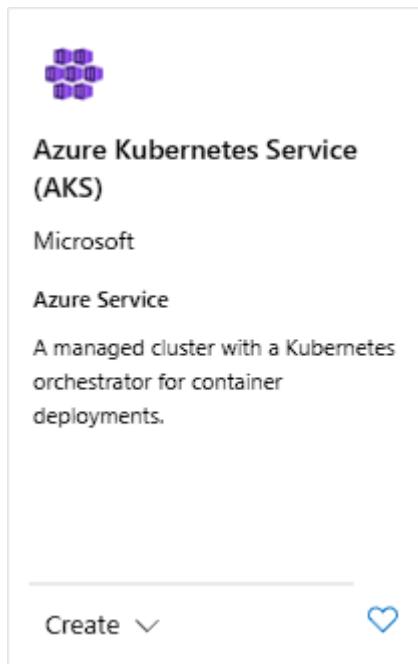 Azure Kubernetes Service
(AKS)
Microsoft
Azure Service
A managed cluster with a Kubernetes
orchestrator for container
deployments.
Create